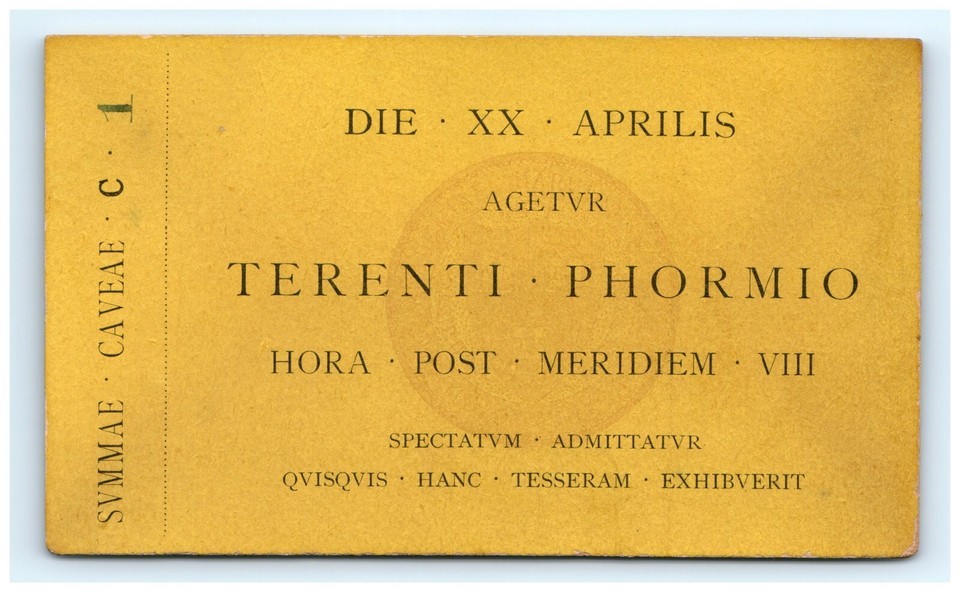 SVMMAE · CAVEAE · C · 1
DIE · XX · APRILIS
AGETVR
TERENTI · PHORMIO
HORA · POST · MERIDIEM · VIII
SPECTATVM · ADMITTATVR
QVISQVIS · HANC · TESSERAM · EXHIBVERIT